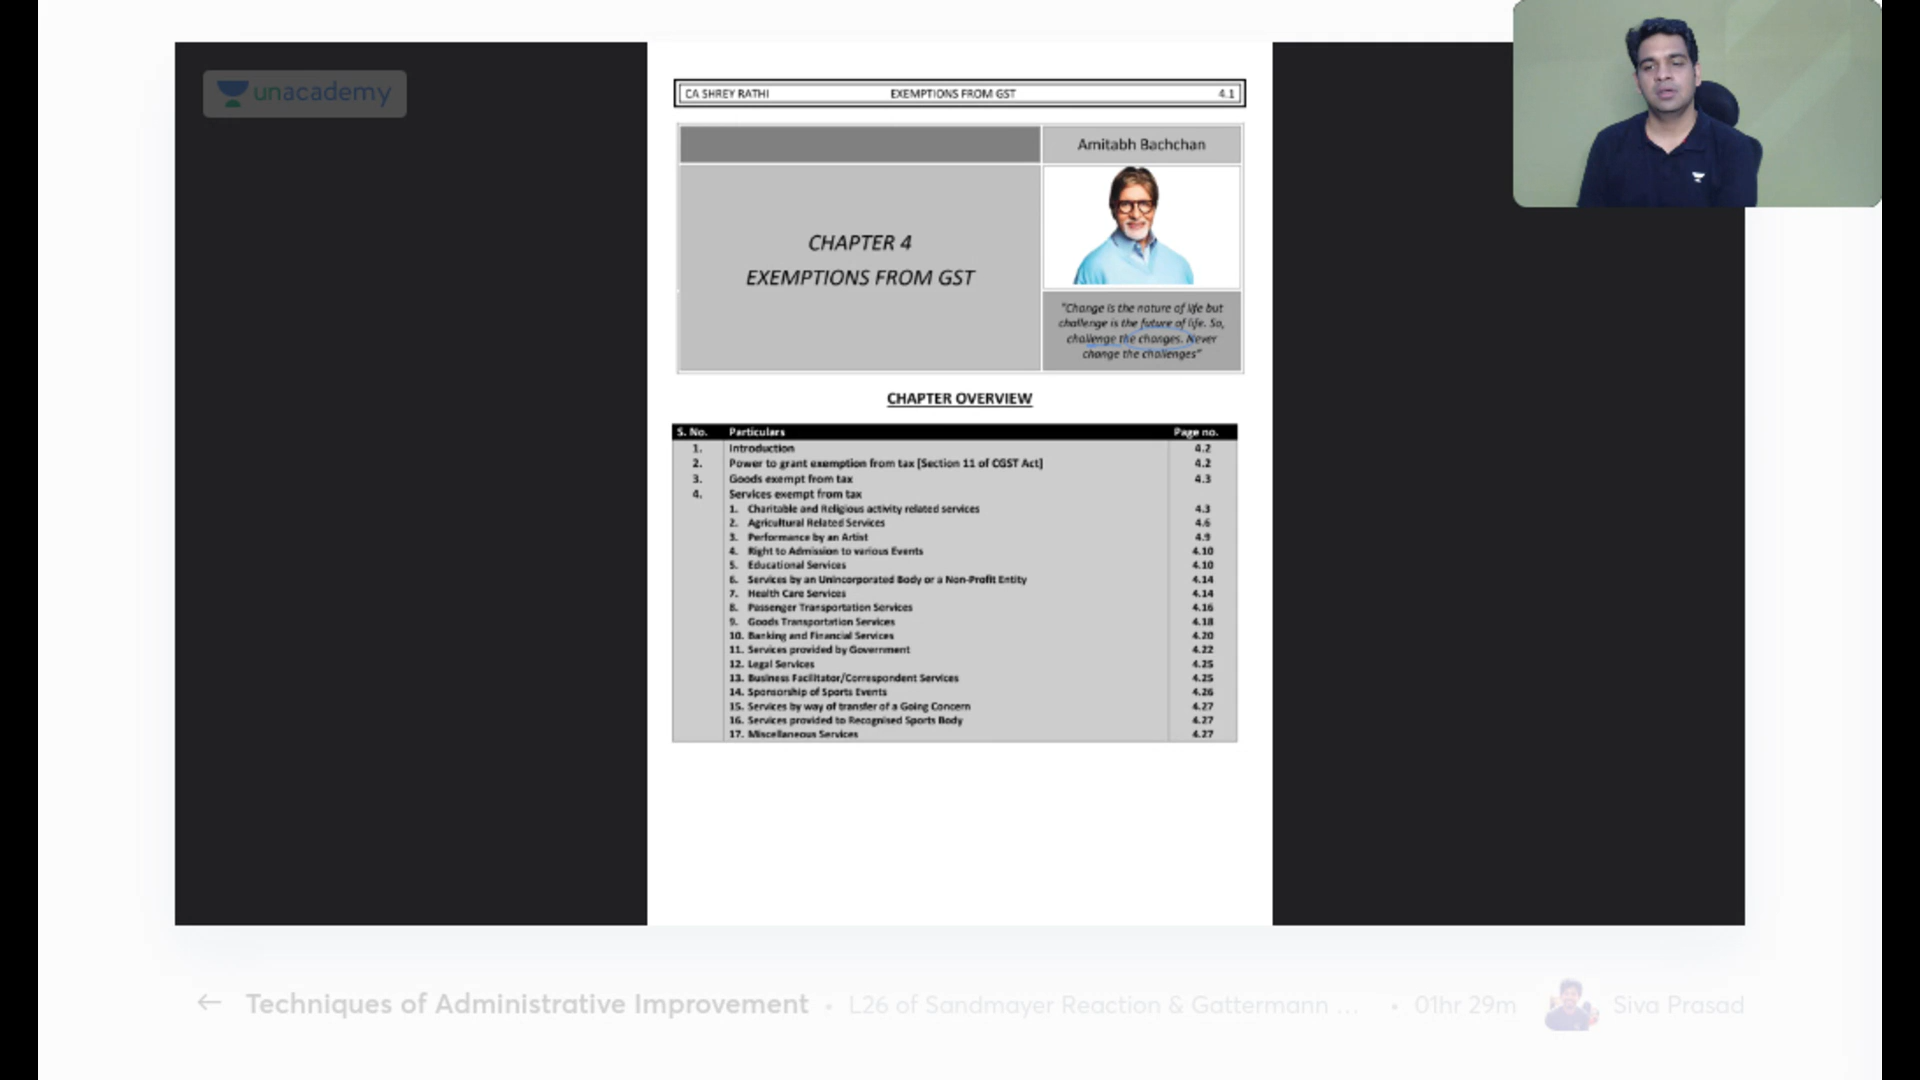 unacademy
CA SHREY RATHI EXEMPTIONS FROM GST 4.1
Amitabh Bachchan
CHAPTER 4
EXEMPTIONS FROM GST
"Change is the nature of life but
challenge is the future of life. So,
challenge the changes. Never
change the challenges"
CHAPTER OVERVIEW
S. No. Particulars Page no.
1. Introduction 4.2
2. Power to grant exemption from tax [Section 11 of CGST Act] 4.2
3. Goods exempt from tax 4.3
4. Services exempt from tax
1. Charitable and Religious activity related services 4.3
2. Agricultural Related Services 4.6
3. Performance by an Artist 4.9
4. Right to Admission to various Events 4.10
5. Educational Services 4.10
6. Services by an Unincorporated Body or a Non-Profit Entity 4.14
7. Health Care Services 4.14
8. Passenger Transportation Services 4.16
9. Goods Transportation Services 4.18
10. Banking and Financial Services 4.20
11. Services provided by Government 4.22
12. Legal Services 4.25
13. Business Facilitator/Correspondent Services 4.25
14. Sponsorship of Sports Events 4.26
15. Services by way of transfer of a Going Concern 4.27
16. Services provided to Recognised Sports Body 4.27
17. Miscellaneous Services 4.27
← Techniques of Administrative Improvement • L26 of Sandmayer Reaction & Gattermann ... • 01hr 29m Siva Prasad